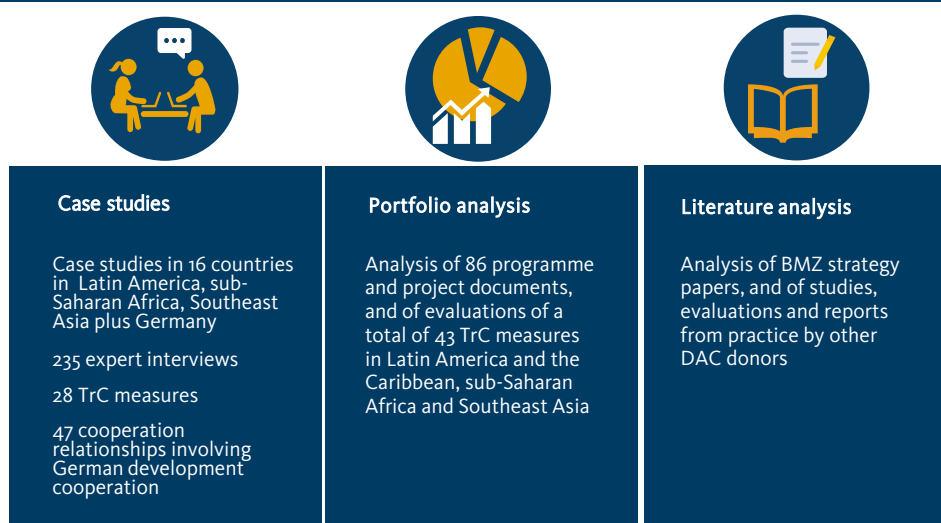 Case studies
Case studies in 16 countries
in Latin America, sub-
Saharan Africa, Southeast
Asia plus Germany
235 expert interviews
28 TrC measures
47 cooperation
relationships involving
German development
cooperation
Portfolio analysis
Analysis of 86 programme
and project documents,
and of evaluations of a
total of 43 TrC measures
in Latin America and the
Caribbean, sub-Saharan
Africa and Southeast Asia
Literature analysis
Analysis of BMZ strategy
papers, and of studies,
evaluations and reports
from practice by other
DAC donors